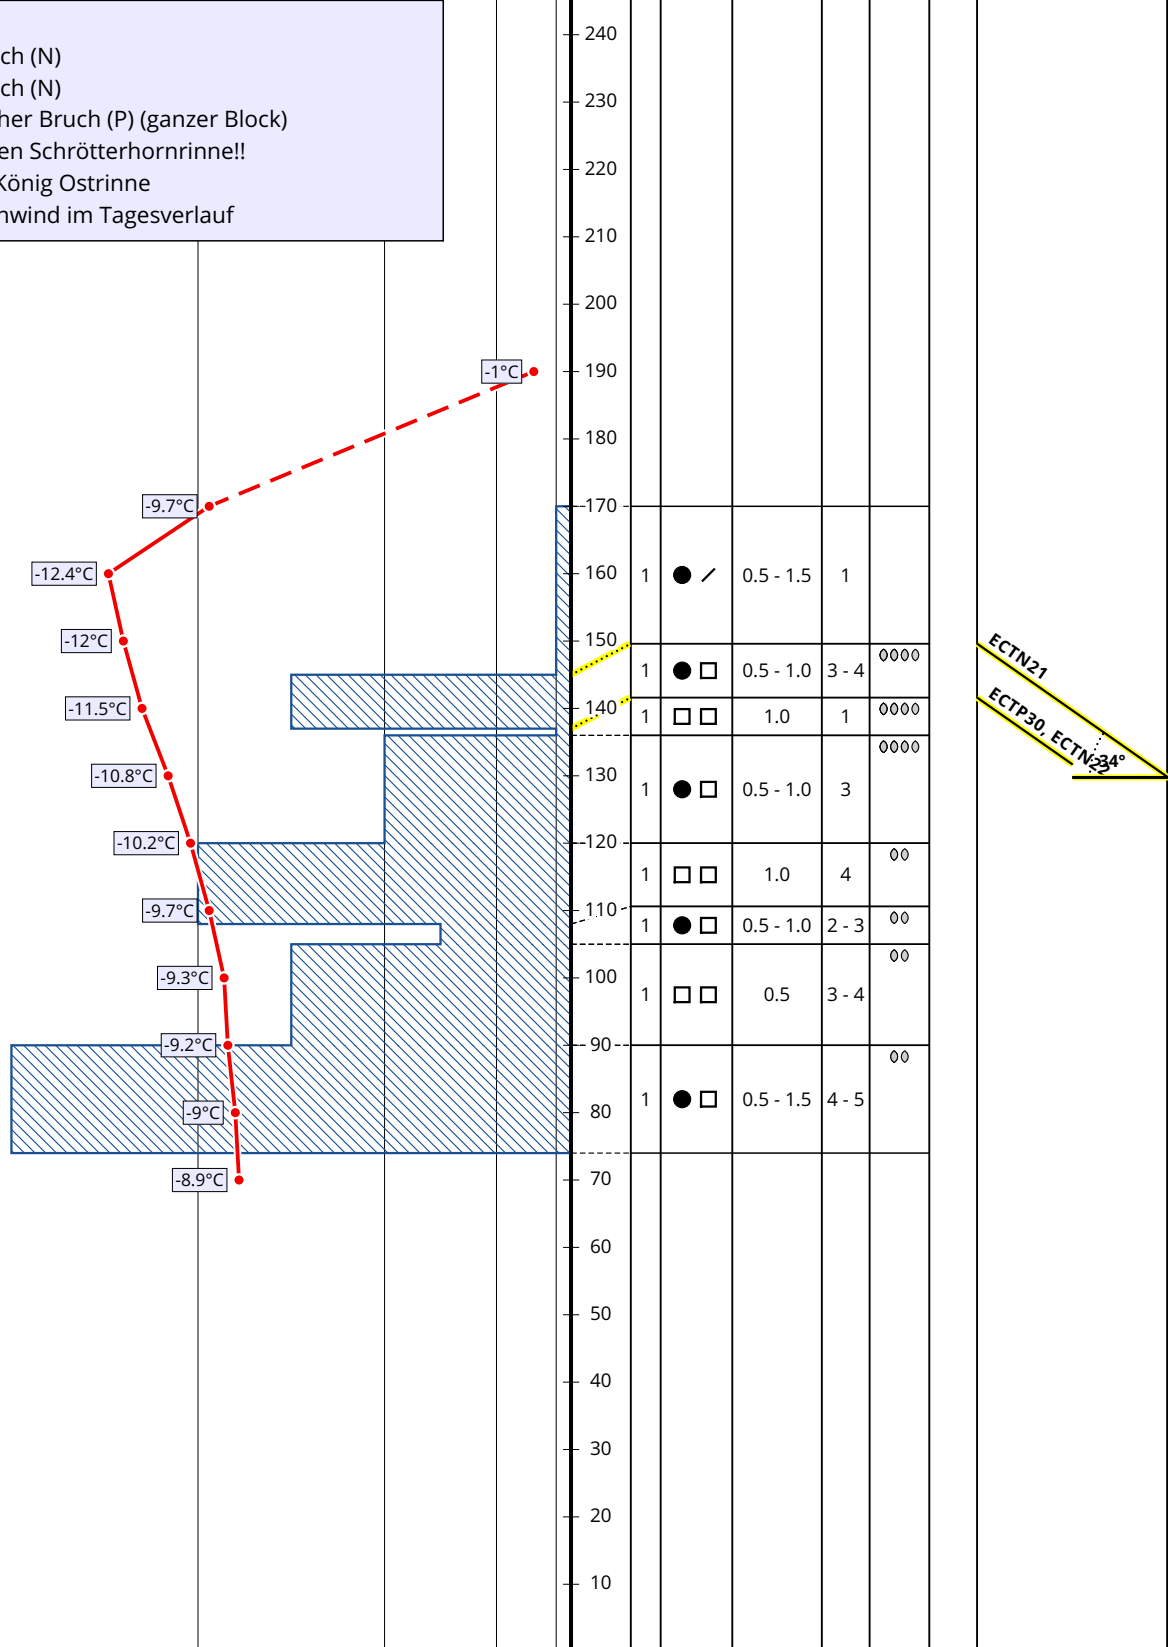 ch (N)
ch (N)
her Bruch (P) (ganzer Block)
en Schrötterhornrinne!!
König Ostrinne
nwind im Tagesverlauf
240
230
220
210
200
-1°C 190
180
-9.7°C 170
-12.4°C 160 1 0.5 - 1.5 1
-12°C 150
1 0.5 - 1.0 3 - 4
ECTN21
-11.5°C 140
1 1.0 1
ECTP30, ECTN22
34°
-10.8°C 130
1 0.5 - 1.0 3
-10.2°C 120
1 1.0 4
-9.7°C 110
1 0.5 - 1.0 2 - 3
-9.3°C 100
1 0.5 3 - 4
-9.2°C 90
-9°C 80 1 0.5 - 1.5 4 - 5
-8.9°C 70
60
50
40
30
20
10